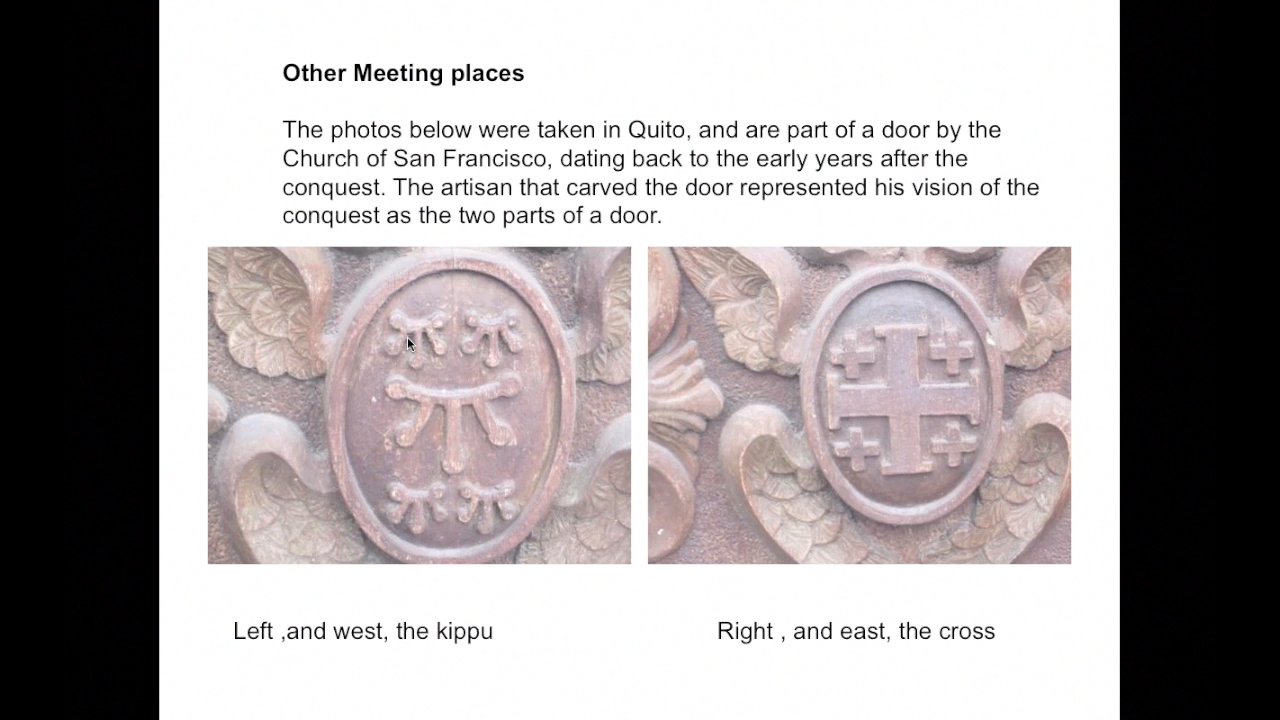 Other Meeting places
The photos below were taken in Quito, and are part of a door by the
Church of San Francisco, dating back to the early years after the
conquest. The artisan that carved the door represented his vision of the
conquest as the two parts of a door.
Left ,and west, the kippu
Right , and east, the cross